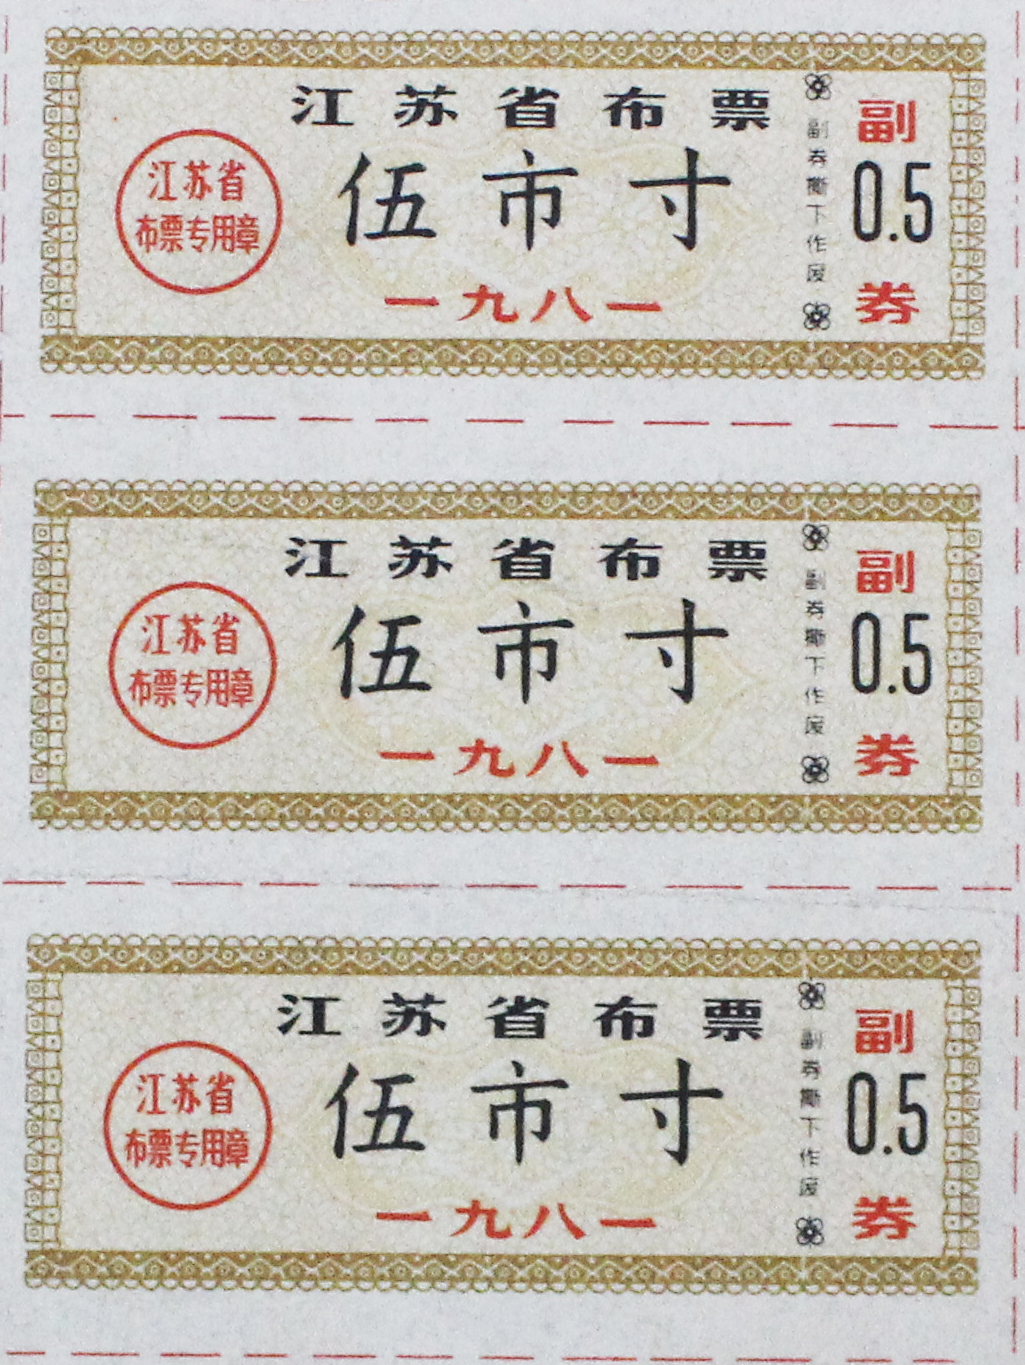 江苏省布票
江苏省
布票专用章
伍市寸
一九八一
副券撕下作废
副
0.5
券
江苏省布票
江苏省
布票专用章
伍市寸
一九八一
副券撕下作废
副
0.5
券
江苏省布票
江苏省
布票专用章
伍市寸
一九八一
副券撕下作废
副
0.5
券